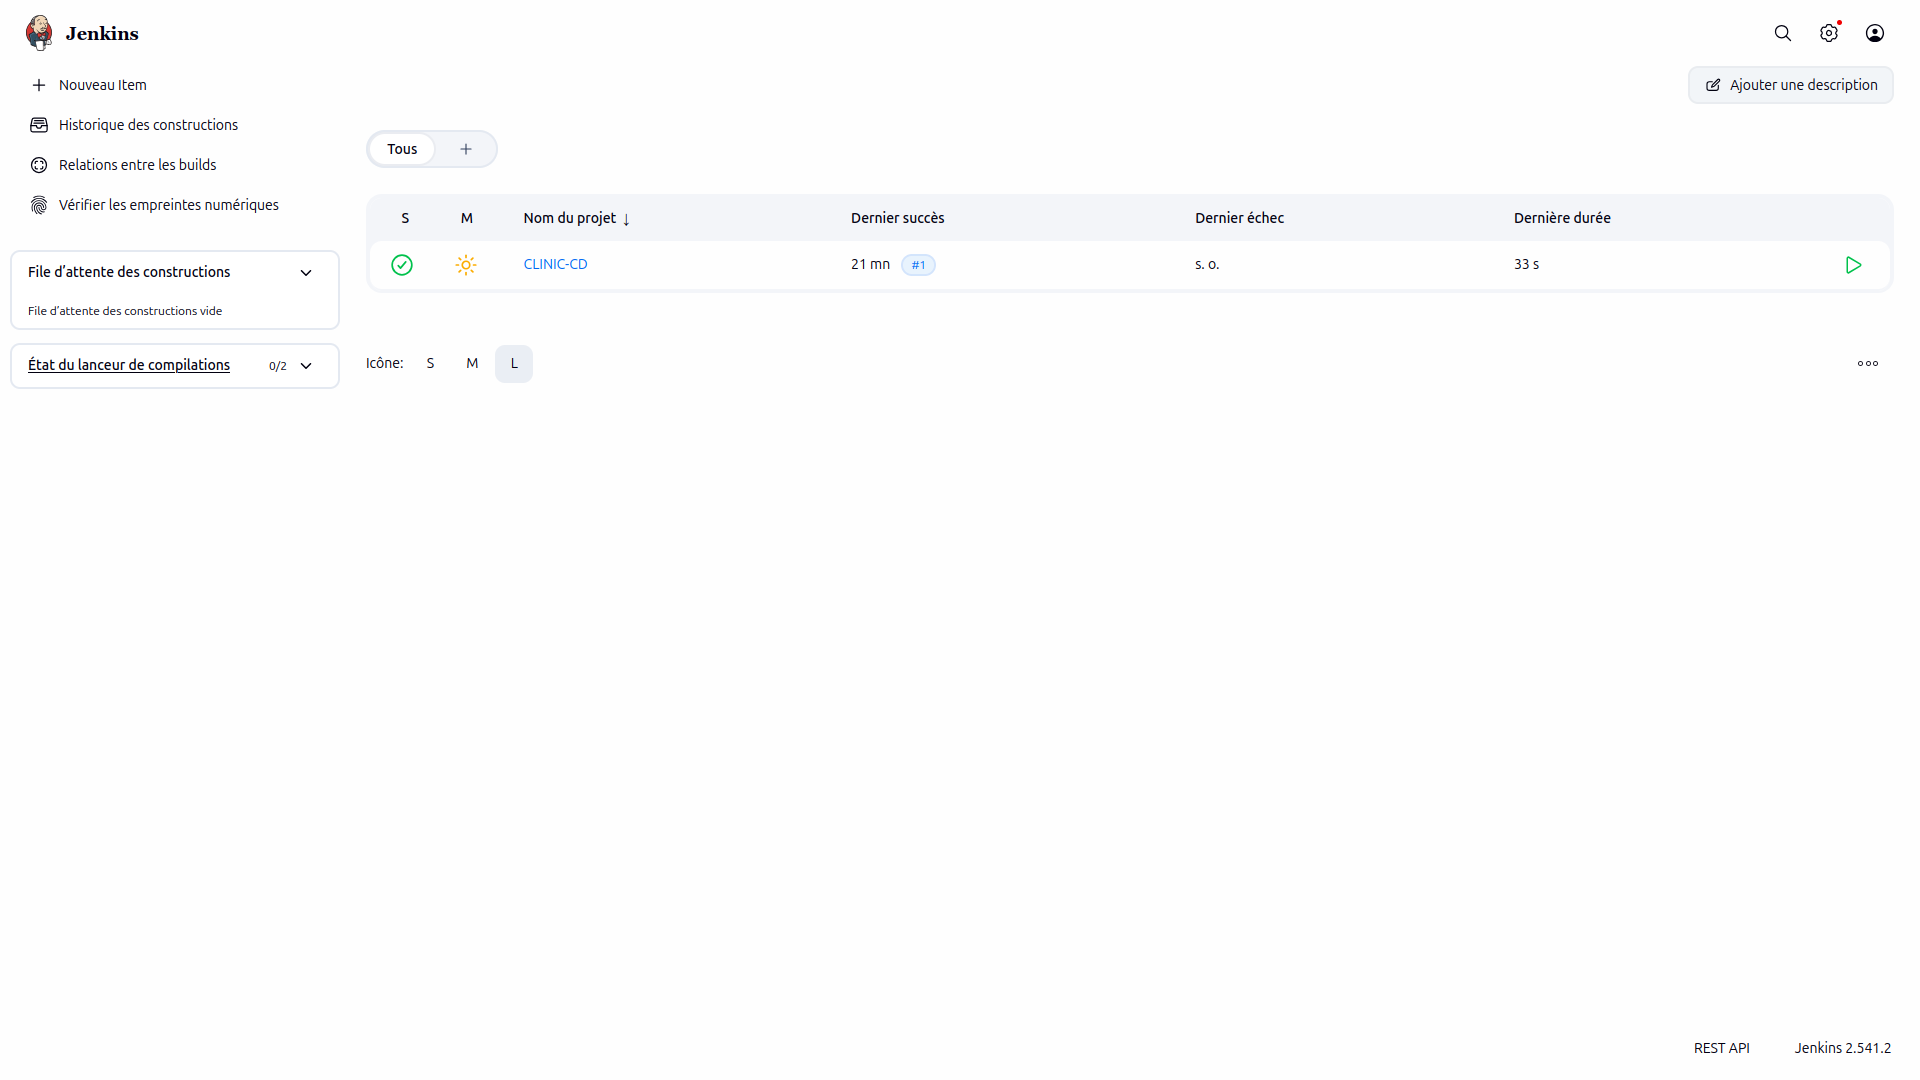 Jenkins
Nouveau Item
Historique des constructions
Relations entre les builds
Vérifier les empreintes numériques
File d’attente des constructions
File d’attente des constructions vide
État du lanceur de compilations 0/2
Ajouter une description
Tous
S M Nom du projet ↓ Dernier succès Dernier échec Dernière durée
CLINIC-CD 21 mn #1 s. o. 33 s
Icône: S M L
REST API Jenkins 2.541.2